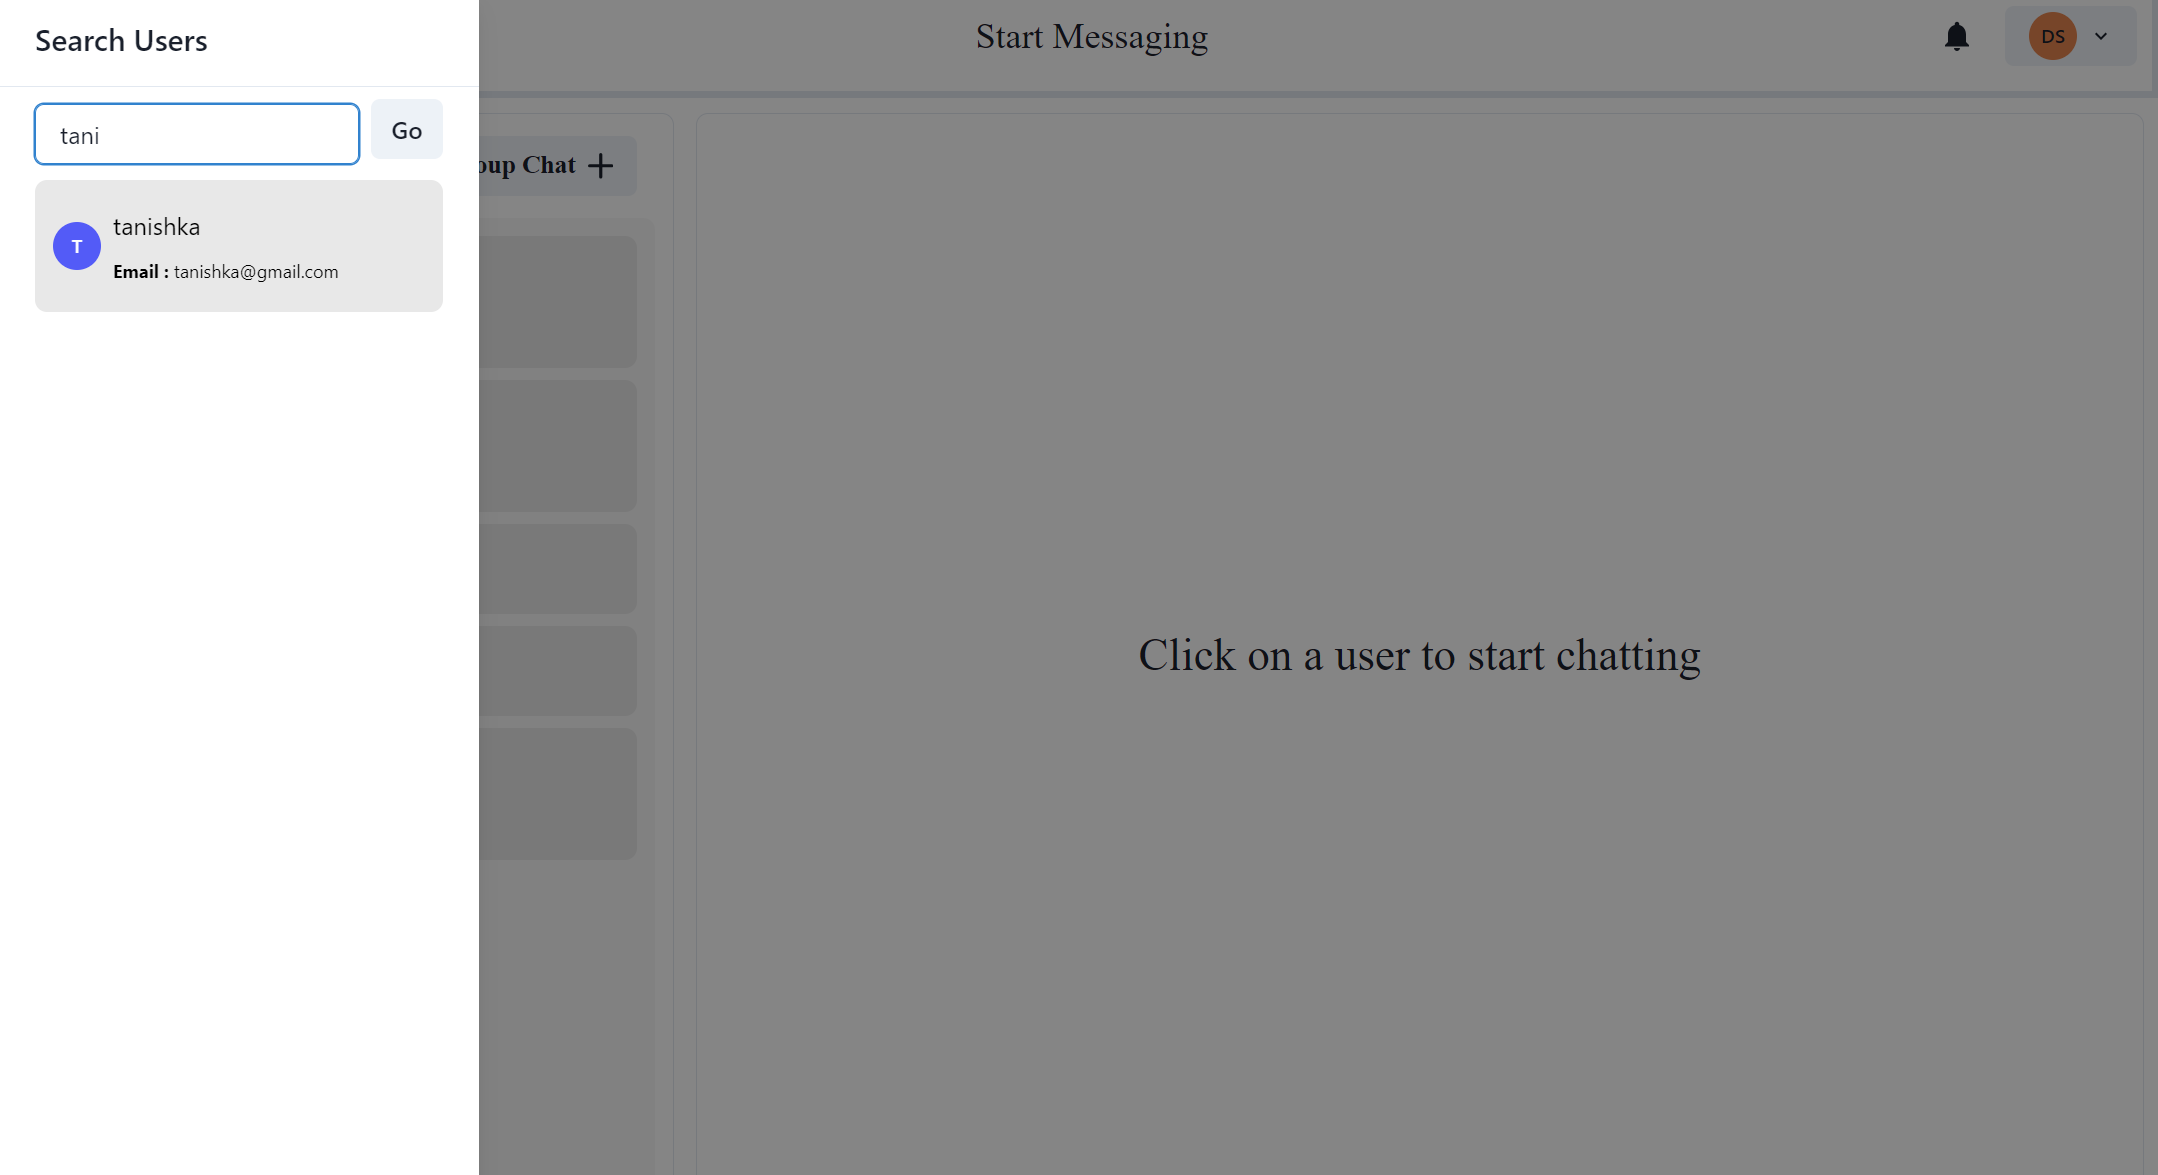 Search Users
tani
Go
T
tanishka
Email : tanishka@gmail.com
Start Messaging
DS
Chat
Click on a user to start chatting